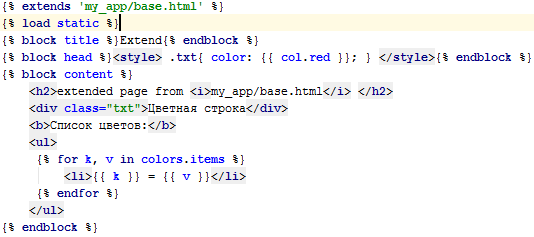 {% extends 'my_app/base.html' %}
{% load static %}
{% block title %}Extend{% endblock %}
{% block head %}<style> .txt{ color: {{ col.red }}; } </style>{% endblock %}
{% block content %}
    <h2>extended page from <i>my_app/base.html</i> </h2>
    <div class="txt">Цветная строка</div>
    <b>Список цветов:</b>
    <ul>
     {% for k, v in colors.items %}
         <li>{{ k }} = {{ v }}</li>
     {% endfor %}
    </ul>
{% endblock %}